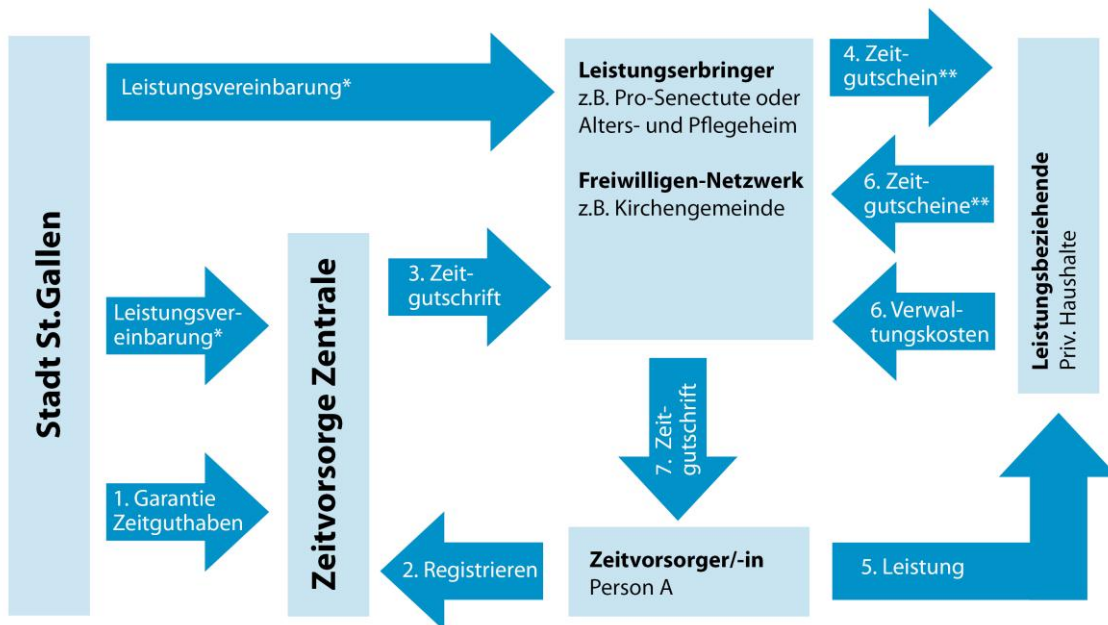 Stadt St.Gallen
Leistungsvereinbarung*
Leistungsver-
einbarung*
1. Garantie
Zeitguthaben
Zeitvorsorge Zentrale
3. Zeit-
gutschrift
2. Registrieren
Leistungserbringer
z.B. Pro-Senectute oder
Alters- und Pflegeheim
Freiwilligen-Netzwerk
z.B. Kirchengemeinde
4. Zeit-
gutschein**
6. Zeit-
gutscheine**
6. Verwal-
tungskosten
Leistungsbeziehende
Priv. Haushalte
7. Zeit-
gutschrift
Zeitvorsorger/-in
Person A
5. Leistung